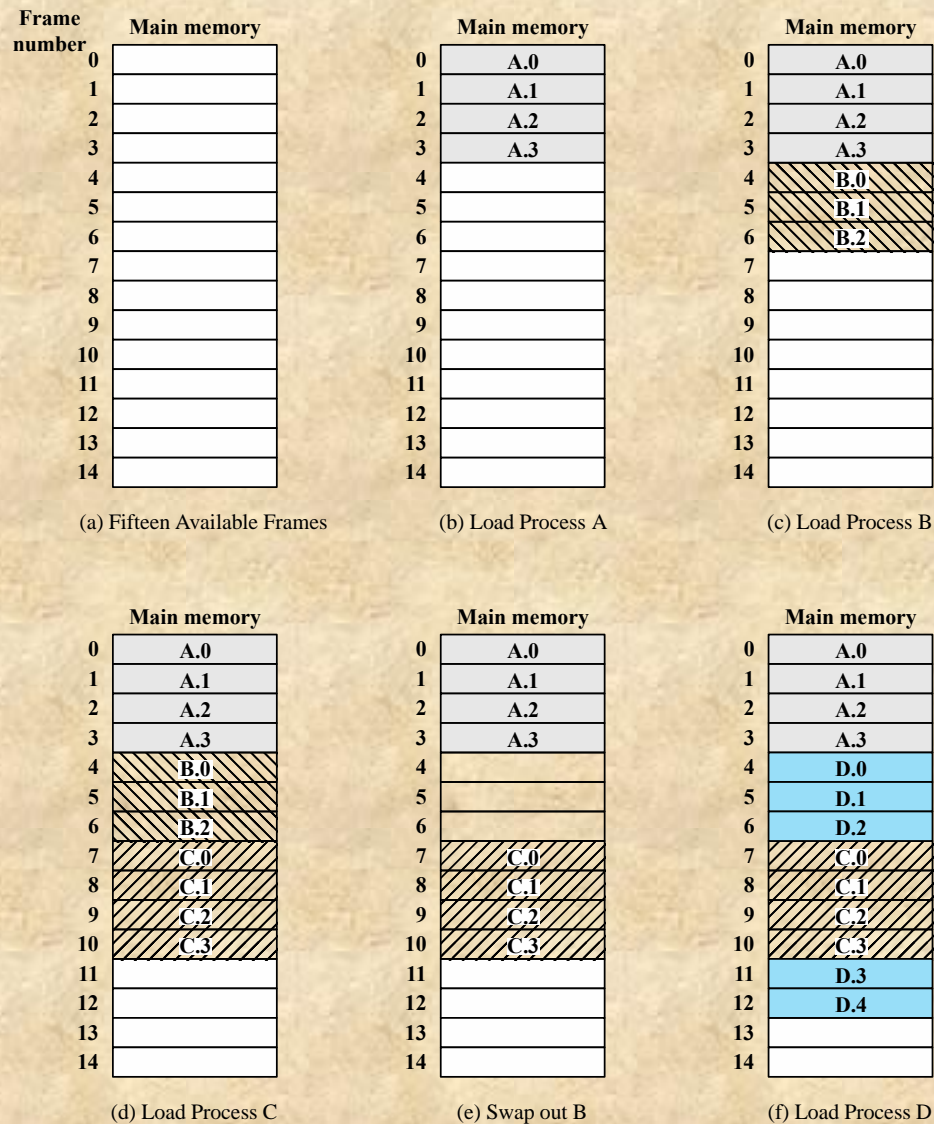 Frame
number
Main memory
0
1
2
3
4
5
6
7
8
9
10
11
12
13
14
(a) Fifteen Available Frames
Main memory
0 A.0
1 A.1
2 A.2
3 A.3
4
5
6
7
8
9
10
11
12
13
14
(b) Load Process A
Main memory
0 A.0
1 A.1
2 A.2
3 A.3
4 B.0
5 B.1
6 B.2
7
8
9
10
11
12
13
14
(c) Load Process B
Main memory
0 A.0
1 A.1
2 A.2
3 A.3
4 B.0
5 B.1
6 B.2
7 C.0
8 C.1
9 C.2
10 C.3
11
12
13
14
(d) Load Process C
Main memory
0 A.0
1 A.1
2 A.2
3 A.3
4
5
6
7 C.0
8 C.1
9 C.2
10 C.3
11
12
13
14
(e) Swap out B
Main memory
0 A.0
1 A.1
2 A.2
3 A.3
4 D.0
5 D.1
6 D.2
7 C.0
8 C.1
9 C.2
10 C.3
11 D.3
12 D.4
13
14
(f) Load Process D